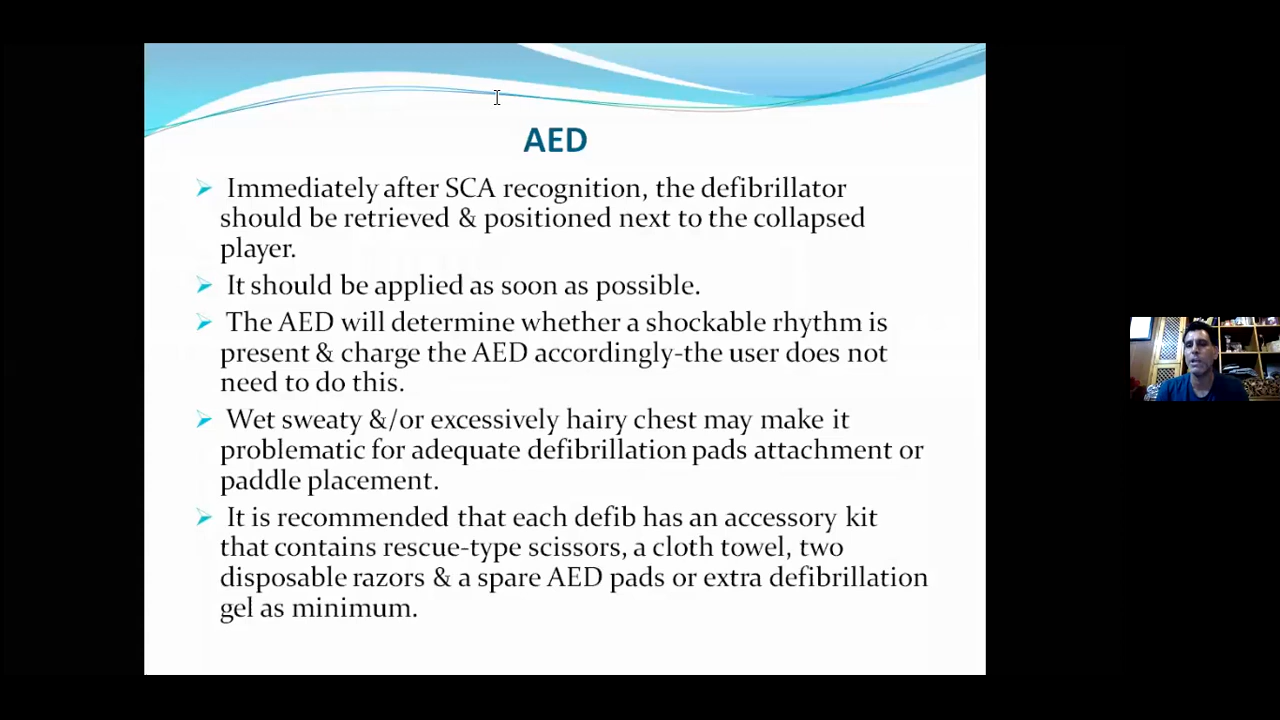 AED
Immediately after SCA recognition, the defibrillator
should be retrieved & positioned next to the collapsed
player.
It should be applied as soon as possible.
The AED will determine whether a shockable rhythm is
present & charge the AED accordingly-the user does not
need to do this.
Wet sweaty &/or excessively hairy chest may make it
problematic for adequate defibrillation pads attachment or
paddle placement.
It is recommended that each defib has an accessory kit
that contains rescue-type scissors, a cloth towel, two
disposable razors & a spare AED pads or extra defibrillation
gel as minimum.